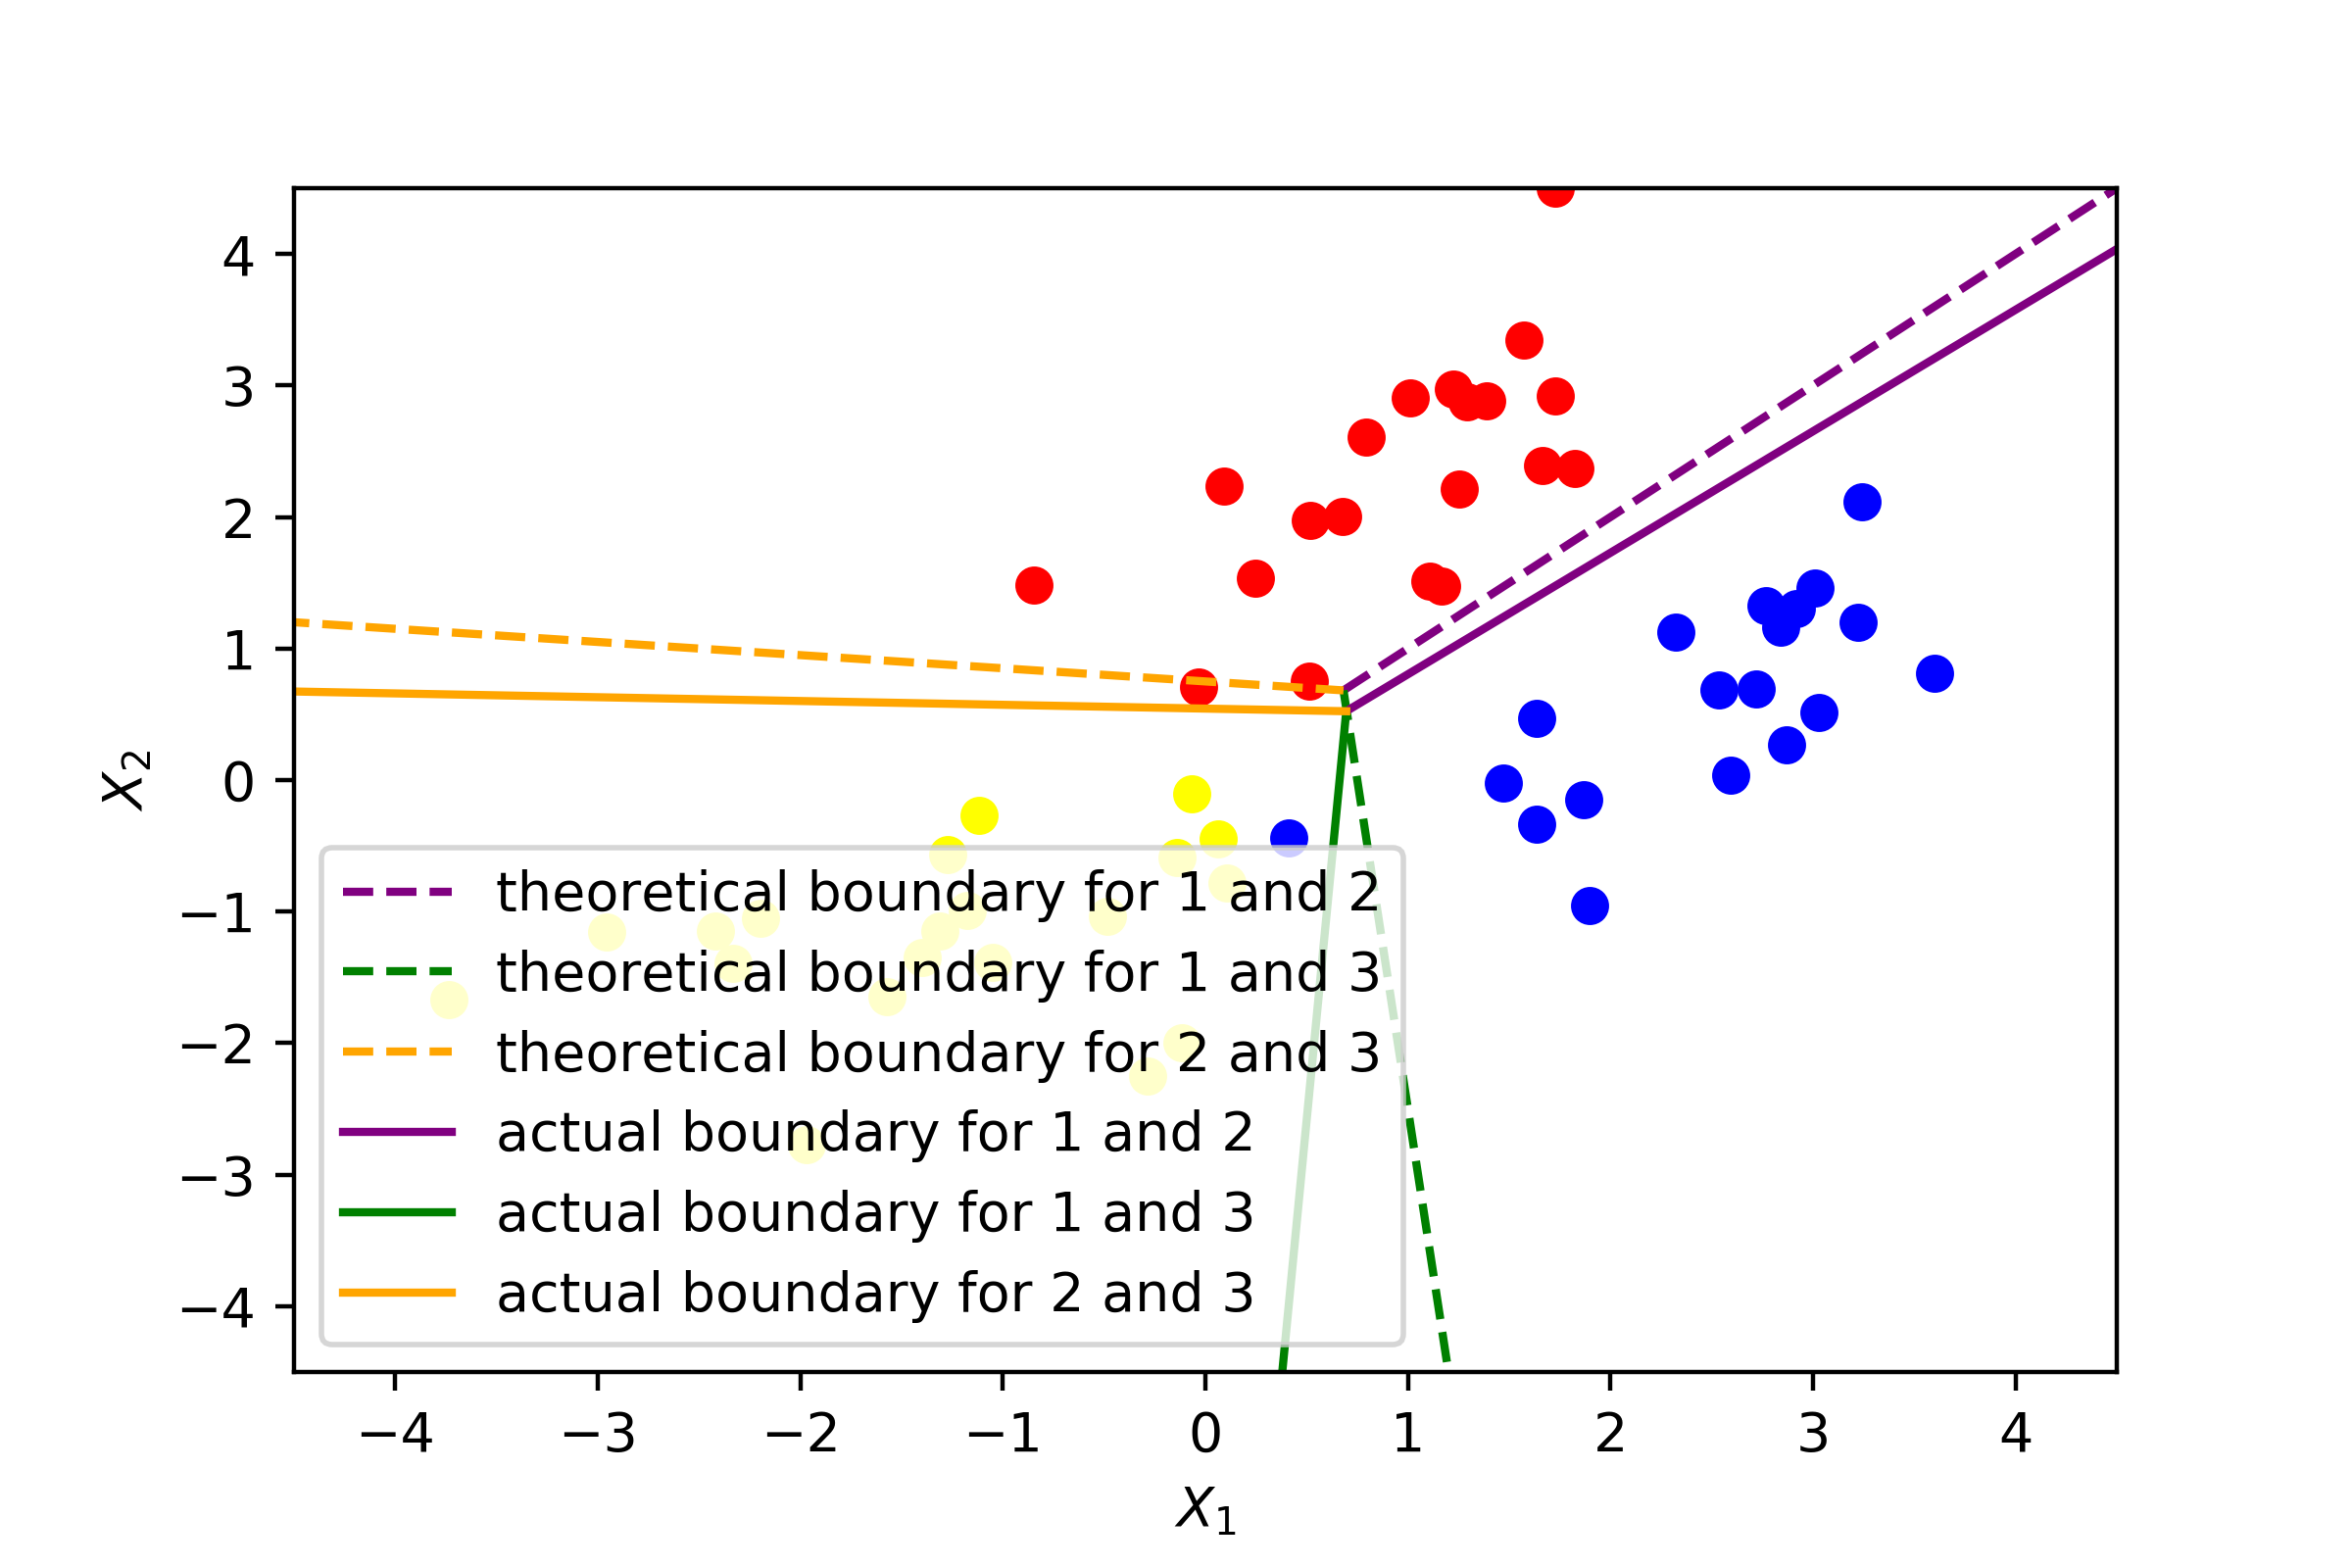 4
3
2
1
0
−1
−2
−3
−4
X₂
theoretical boundary for 1 and 2
theoretical boundary for 1 and 3
theoretical boundary for 2 and 3
actual boundary for 1 and 2
actual boundary for 1 and 3
actual boundary for 2 and 3
−4 −3 −2 −1 0 1 2 3 4
X₁